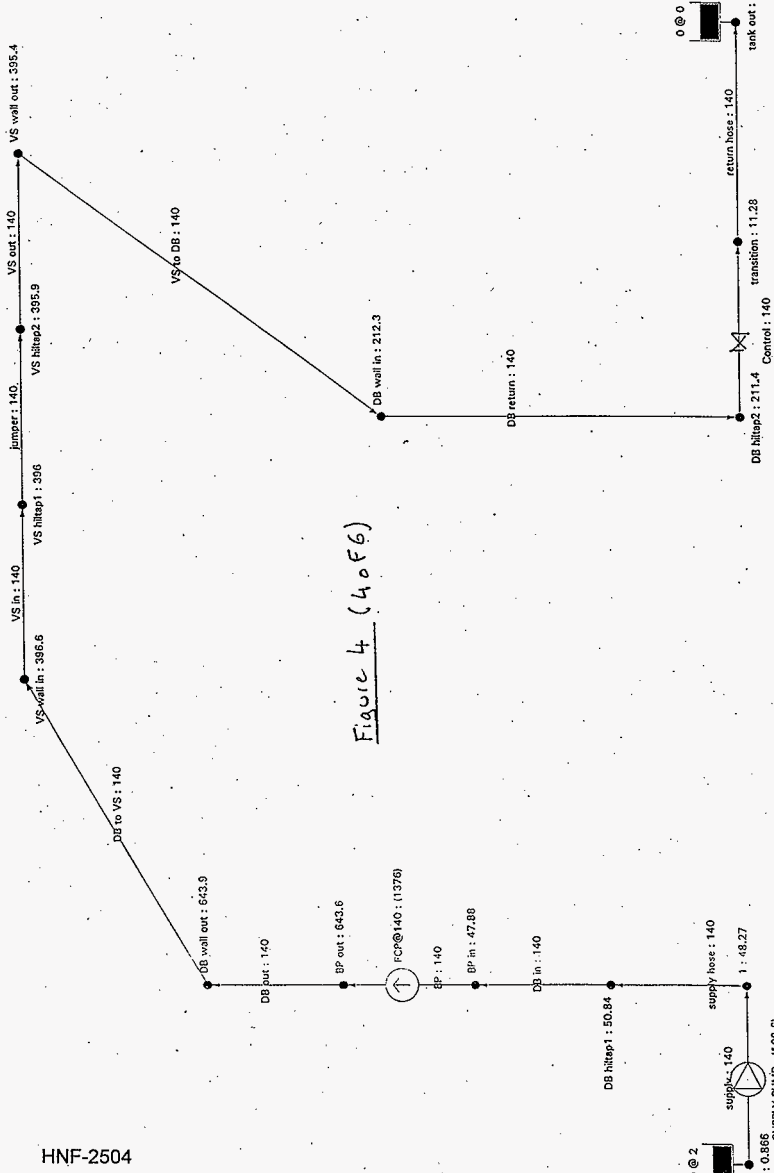 0 @ 0
tank out :
return hose : 140
transition : 11.28
Control : 140
DB hiltap2 : 211.4
DB return : 140
DB wall in : 212.3
VS to DB : 140
VS wall out : 395.4
VS out : 140
VS hiltap2 : 395.9
jumper : 140
VS hiltap1 : 396
VS in : 140
VS wall in : 396.6
DB to VS : 140
DB wall out : 643.9
DB out : 140
BP out : 643.6
FCP@140 : (1376)
BP : 140
BP in : 47.88
DB in : 140
DB hiltap1 : 50.84
supply hose : 140
1 : 48.27
supply : 140
@ 2
0.866
Figure 4 (4 OF 6)
HNF-2504